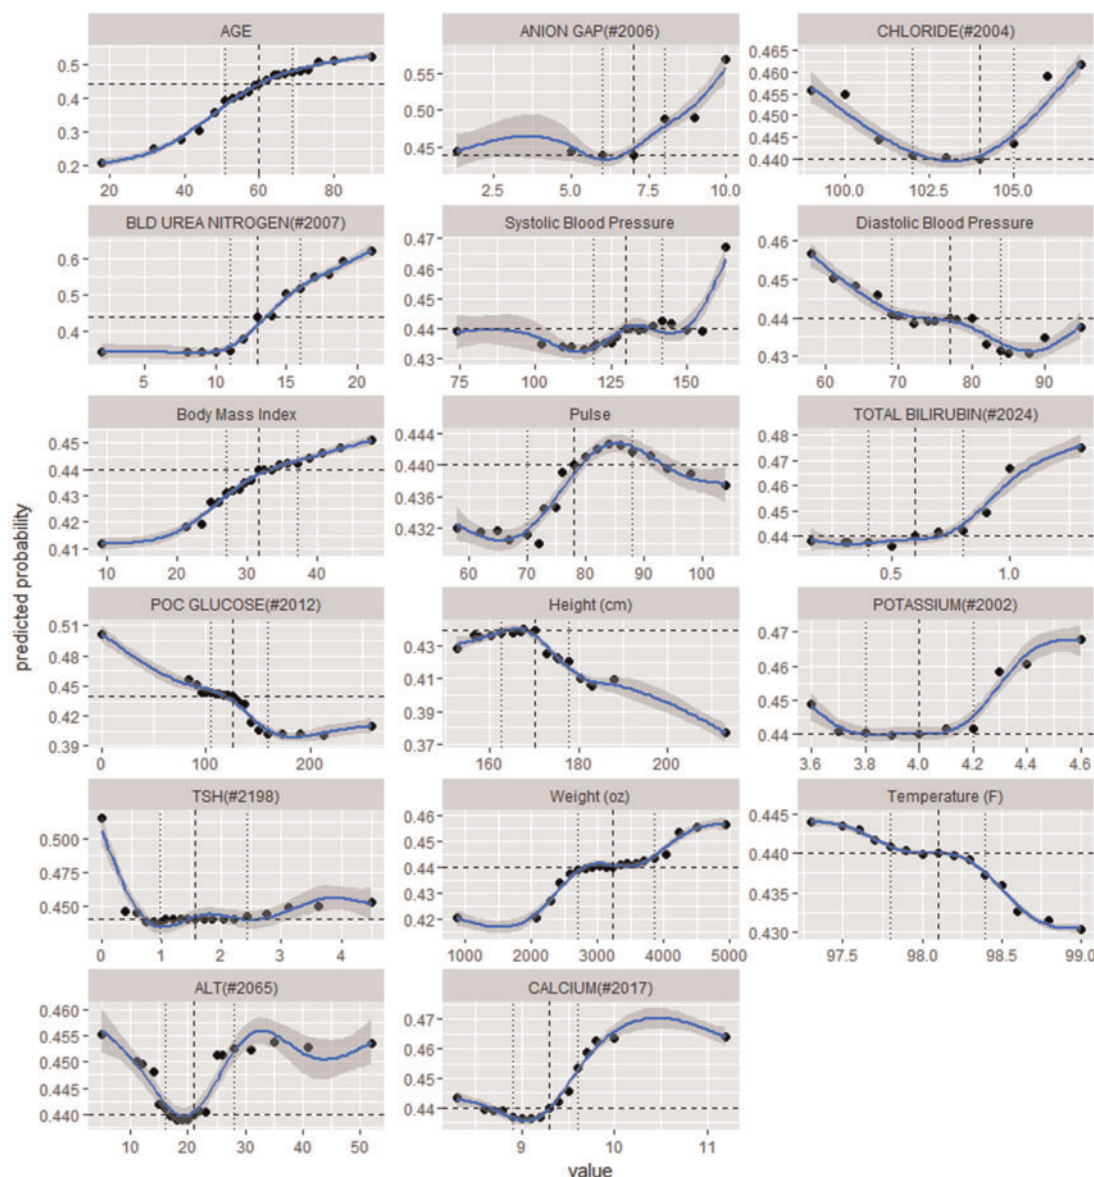 AGE
ANION GAP(#2006)
CHLORIDE(#2004)
0.5
0.4
0.3
0.2
20 40 60 80
0.55
0.50
0.45
2.5 5.0 7.5 10.0
0.465
0.460
0.455
0.450
0.445
0.440
100.0 102.5 105.0
BLD UREA NITROGEN(#2007)
Systolic Blood Pressure
Diastolic Blood Pressure
0.6
0.5
0.4
5 10 15 20
0.47
0.46
0.45
0.44
0.43
75 100 125 150
0.46
0.45
0.44
0.43
60 70 80 90
Body Mass Index
Pulse
TOTAL BILIRUBIN(#2024)
0.45
0.44
0.43
0.42
0.41
10 20 30 40
0.444
0.440
0.436
0.432
60 70 80 90 100
0.48
0.47
0.46
0.45
0.44
0.5 1.0
predicted probability
POC GLUCOSE(#2012)
Height (cm)
POTASSIUM(#2002)
0.51
0.48
0.45
0.42
0.39
0 100 200
0.43
0.41
0.39
0.37
160 180 200
0.47
0.46
0.45
0.44
3.6 3.8 4.0 4.2 4.4 4.6
TSH(#2198)
Weight (oz)
Temperature (F)
0.500
0.475
0.450
0 1 2 3 4
0.46
0.45
0.44
0.43
0.42
1000 2000 3000 4000 5000
0.445
0.440
0.435
0.430
97.5 98.0 98.5 99.0
ALT(#2065)
CALCIUM(#2017)
0.460
0.455
0.450
0.445
0.440
10 20 30 40 50
0.47
0.46
0.45
0.44
9 10 11
value